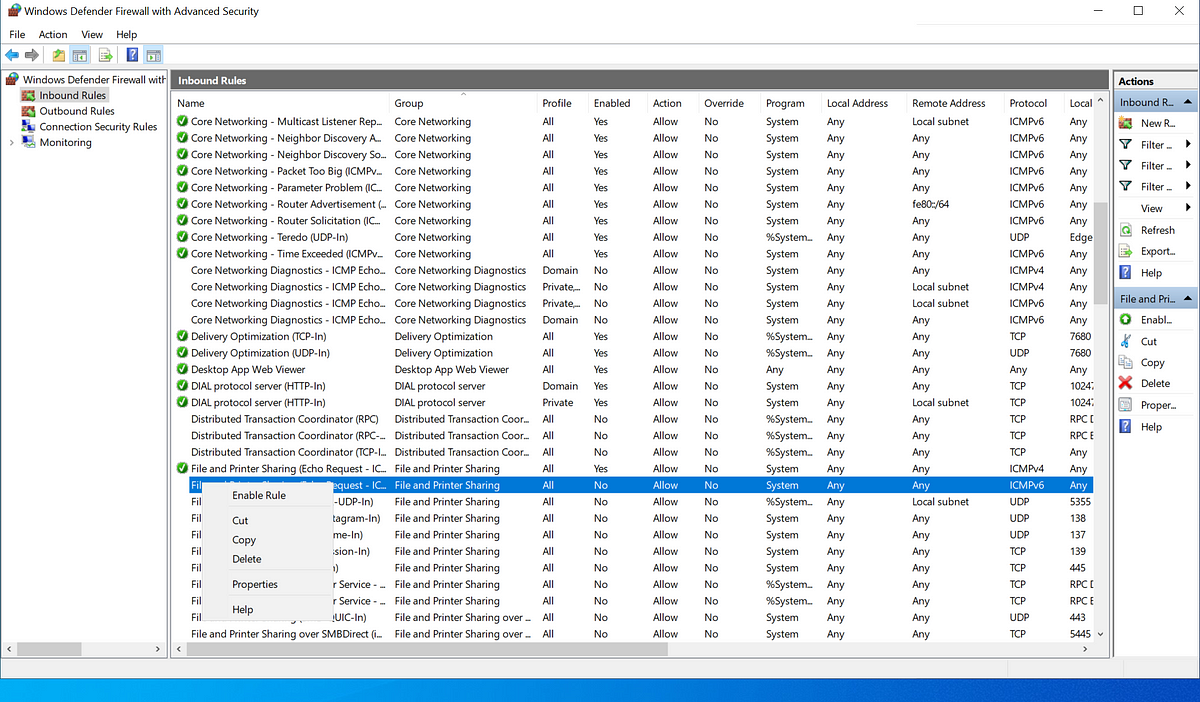 Windows Defender Firewall with Advanced Security
File Action View Help
Windows Defender Firewall with
Inbound Rules
Outbound Rules
Connection Security Rules
Monitoring
Inbound Rules
Name Group Profile Enabled Action Override Program Local Address Remote Address Protocol Local
Core Networking - Multicast Listener Rep... Core Networking All Yes Allow No System Any Local subnet ICMPv6 Any
Core Networking - Neighbor Discovery A... Core Networking All Yes Allow No System Any Any ICMPv6 Any
Core Networking - Neighbor Discovery So... Core Networking All Yes Allow No System Any Any ICMPv6 Any
Core Networking - Packet Too Big (ICMPv... Core Networking All Yes Allow No System Any Any ICMPv6 Any
Core Networking - Parameter Problem (IC... Core Networking All Yes Allow No System Any Any ICMPv6 Any
Core Networking - Router Advertisement (... Core Networking All Yes Allow No System Any fe80::/64 ICMPv6 Any
Core Networking - Router Solicitation (IC... Core Networking All Yes Allow No System Any Any ICMPv6 Any
Core Networking - Teredo (UDP-In) Core Networking All Yes Allow No %System... Any Any UDP Edge
Core Networking - Time Exceeded (ICMPv... Core Networking All Yes Allow No System Any Any ICMPv6 Any
Core Networking Diagnostics - ICMP Echo... Core Networking Diagnostics Domain No Allow No System Any Any ICMPv4 Any
Core Networking Diagnostics - ICMP Echo... Core Networking Diagnostics Private,... No Allow No System Any Local subnet ICMPv4 Any
Core Networking Diagnostics - ICMP Echo... Core Networking Diagnostics Private,... No Allow No System Any Local subnet ICMPv6 Any
Core Networking Diagnostics - ICMP Echo... Core Networking Diagnostics Domain No Allow No System Any Any ICMPv6 Any
Delivery Optimization (TCP-In) Delivery Optimization All Yes Allow No %System... Any Any TCP 7680
Delivery Optimization (UDP-In) Delivery Optimization All Yes Allow No %System... Any Any UDP 7680
Desktop App Web Viewer Desktop App Web Viewer All Yes Allow No Any Any Any Any Any
DIAL protocol server (HTTP-In) DIAL protocol server Domain Yes Allow No System Any Any TCP 10247
DIAL protocol server (HTTP-In) DIAL protocol server Private Yes Allow No System Any Local subnet TCP 10247
Distributed Transaction Coordinator (RPC) Distributed Transaction Coor... All No Allow No %System... Any Any TCP RPC D
Distributed Transaction Coordinator (RPC-... Distributed Transaction Coor... All No Allow No %System... Any Any TCP RPC E
Distributed Transaction Coordinator (TCP-I... Distributed Transaction Coor... All No Allow No %System... Any Any TCP Any
File and Printer Sharing (Echo Request - IC... File and Printer Sharing All Yes Allow No System Any Any ICMPv4 Any
File and Printer Sharing (Echo Request - IC... File and Printer Sharing All No Allow No System Any Any ICMPv6 Any
Fil -UDP-In) File and Printer Sharing All No Allow No %System... Any Local subnet UDP 5355
Fil tagram-In) File and Printer Sharing All No Allow No System Any Any UDP 138
Fil me-In) File and Printer Sharing All No Allow No System Any Any UDP 137
Fil ssion-In) File and Printer Sharing All No Allow No System Any Any TCP 139
Fil ) File and Printer Sharing All No Allow No System Any Any TCP 445
Fil r Service - ... File and Printer Sharing All No Allow No %System... Any Any TCP RPC D
Fil r Service - ... File and Printer Sharing All No Allow No %System... Any Any TCP RPC E
Fil QUIC-In) File and Printer Sharing over ... All No Allow No System Any Any UDP 443
File and Printer Sharing over SMBDirect (i... File and Printer Sharing over ... All No Allow No System Any Any TCP 5445
Enable Rule
Cut
Copy
Delete
Properties
Help
Actions
Inbound R...
New R...
Filter ...
Filter ...
Filter ...
View
Refresh
Export...
Help
File and Pri...
Enabl...
Cut
Copy
Delete
Proper...
Help